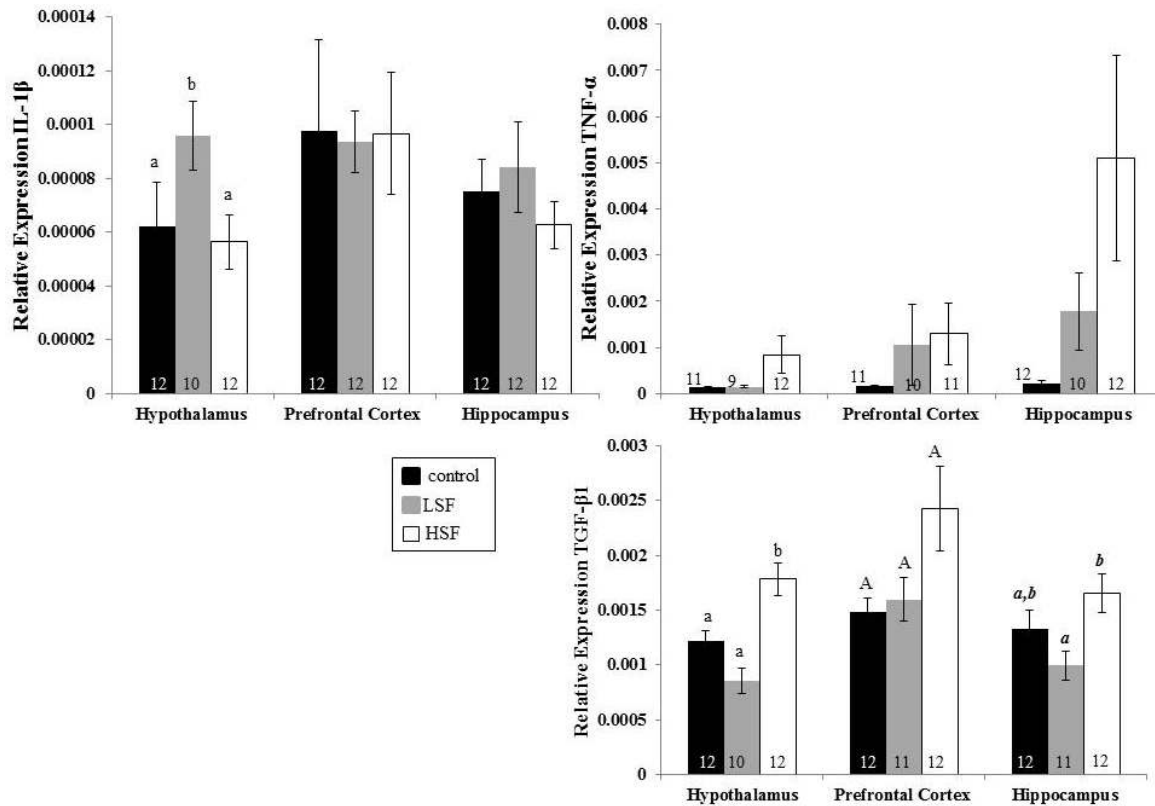 Relative Expression IL-1β
0.00014
0.00012
0.0001
0.00008
0.00006
0.00004
0.00002
0
a
b
a
12 10 12 12 12 12 12 12 12
Hypothalamus Prefrontal Cortex Hippocampus
Relative Expression TNF-α
0.008
0.007
0.006
0.005
0.004
0.003
0.002
0.001
0
11 9 12 11 10 11 12 10 12
Hypothalamus Prefrontal Cortex Hippocampus
control
LSF
HSF
Relative Expression TGF-β1
0.003
0.0025
0.002
0.0015
0.001
0.0005
0
a a b A A A a,b a b
12 10 12 12 11 12 12 11 12
Hypothalamus Prefrontal Cortex Hippocampus